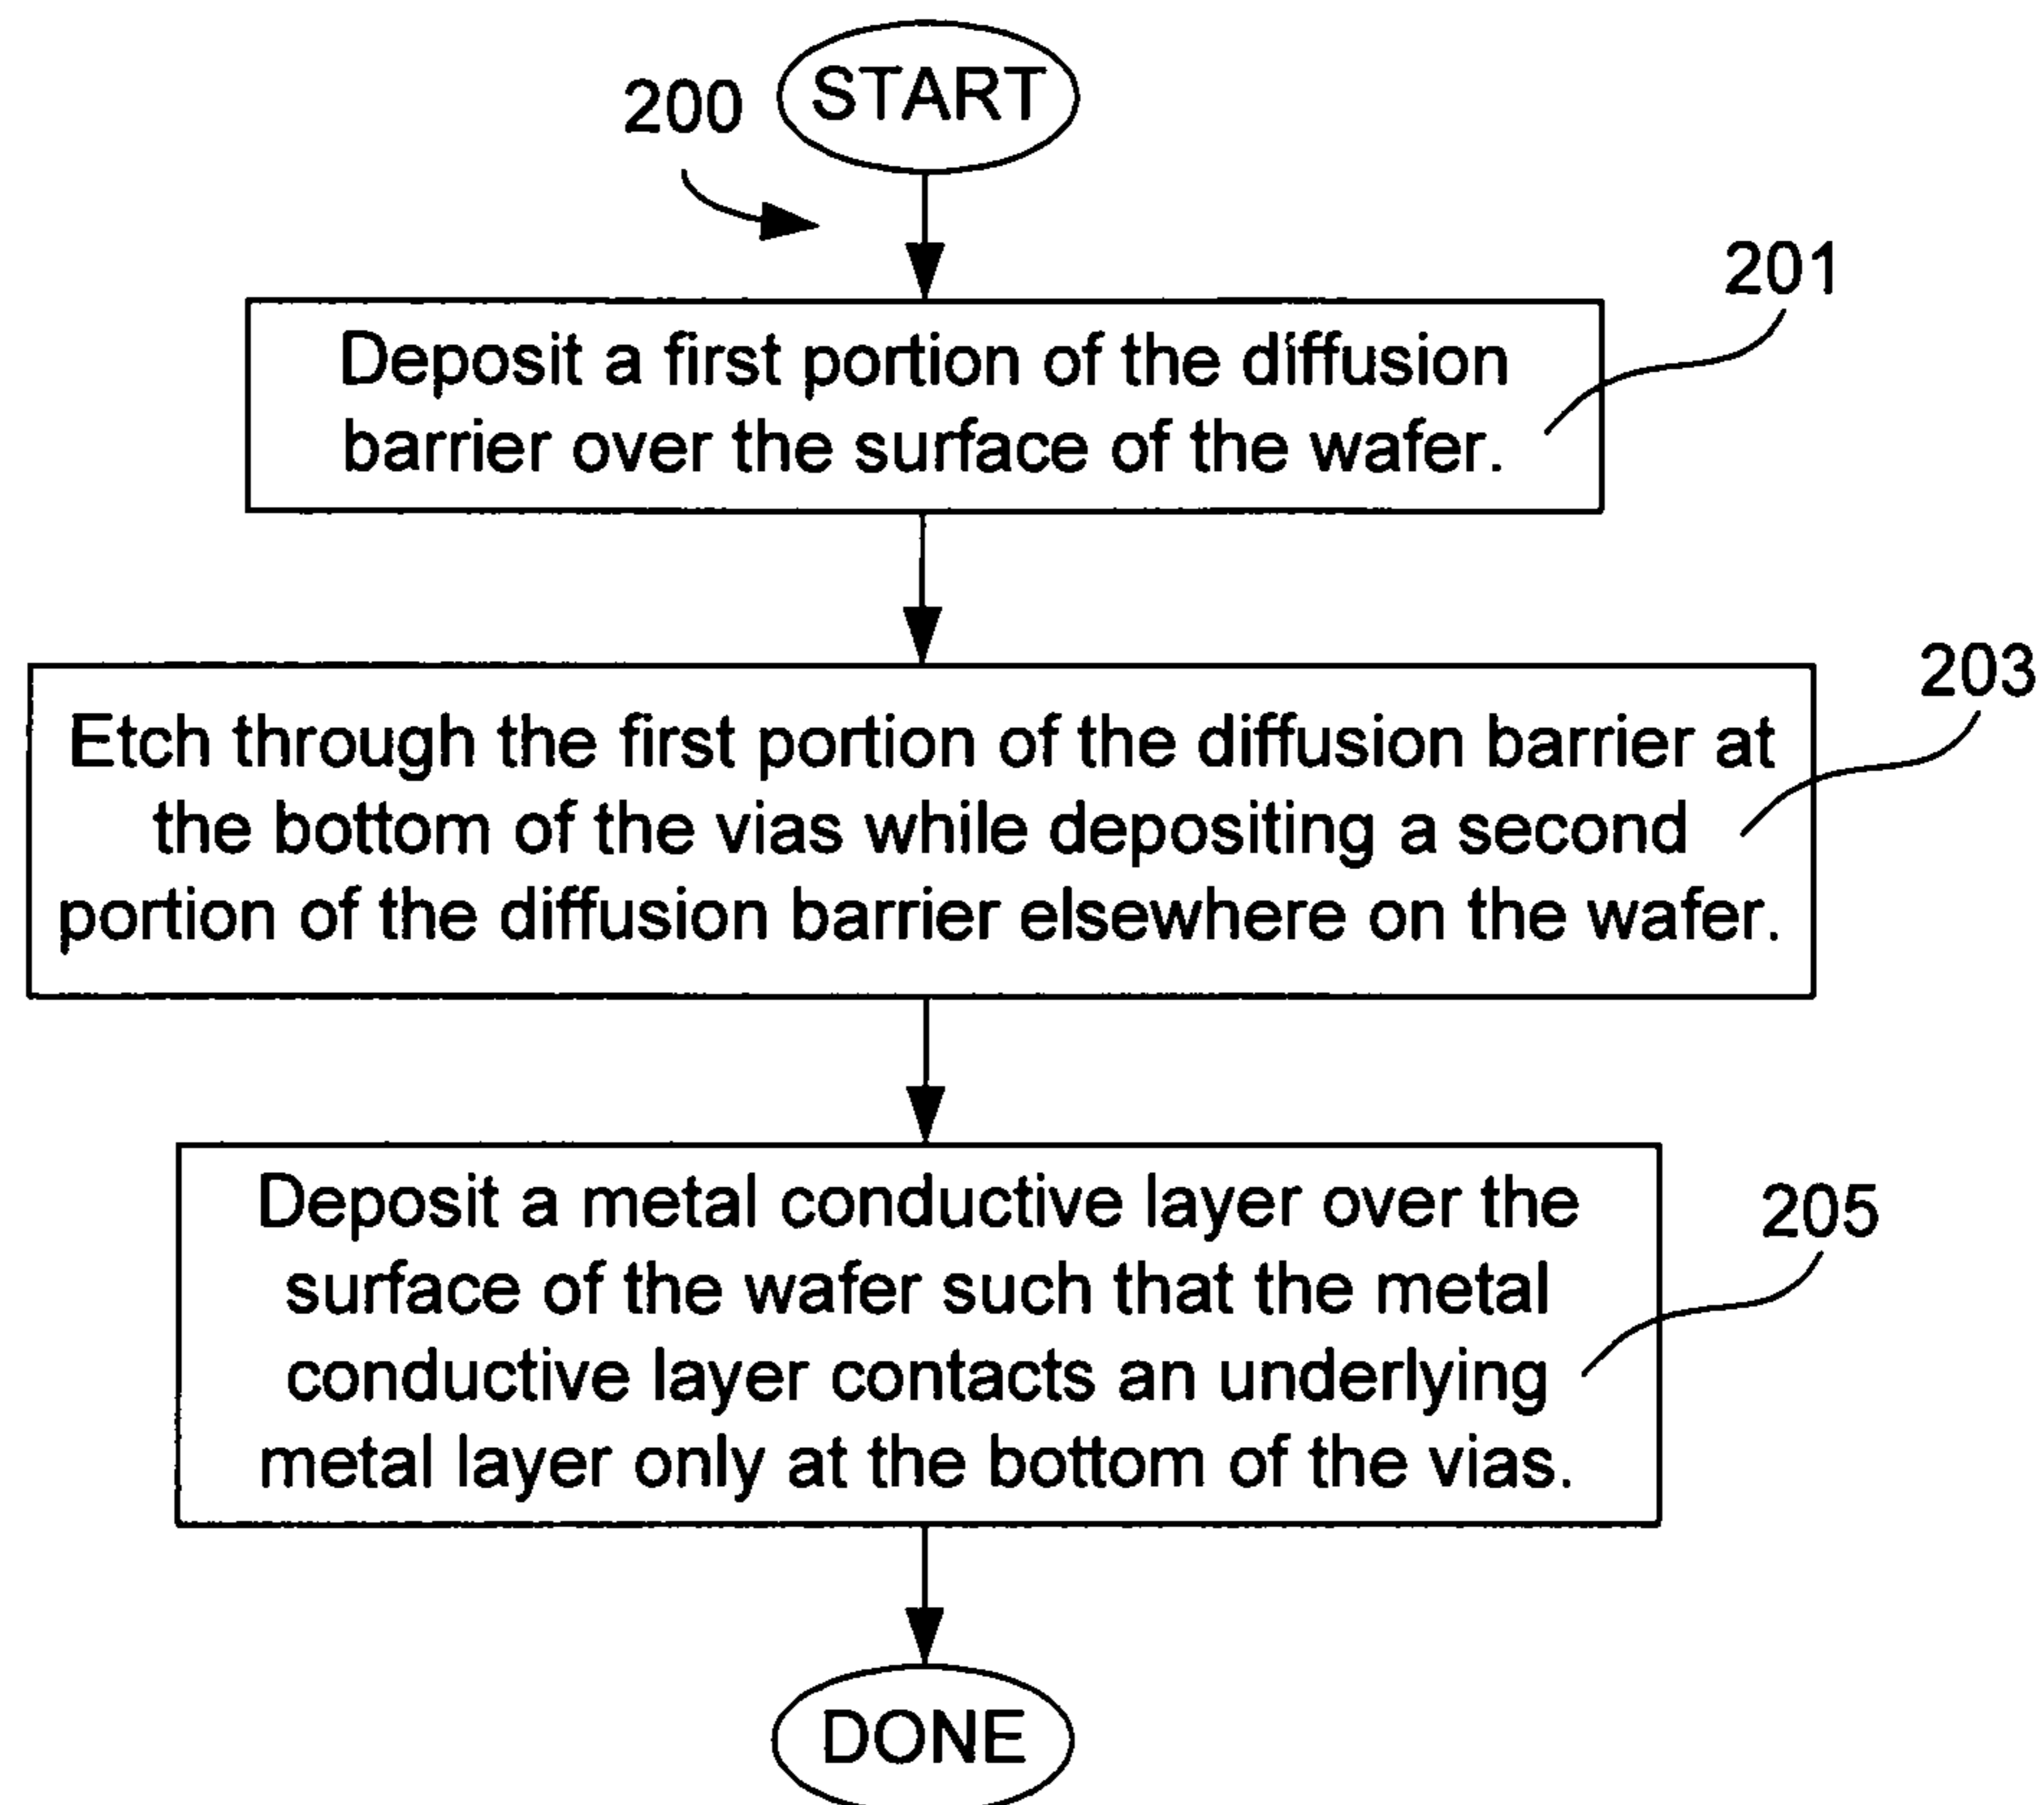 200
START
201
Deposit a first portion of the diffusion
barrier over the surface of the wafer.
203
Etch through the first portion of the diffusion barrier at
the bottom of the vias while depositing a second
portion of the diffusion barrier elsewhere on the wafer.
205
Deposit a metal conductive layer over the
surface of the wafer such that the metal
conductive layer contacts an underlying
metal layer only at the bottom of the vias.
DONE